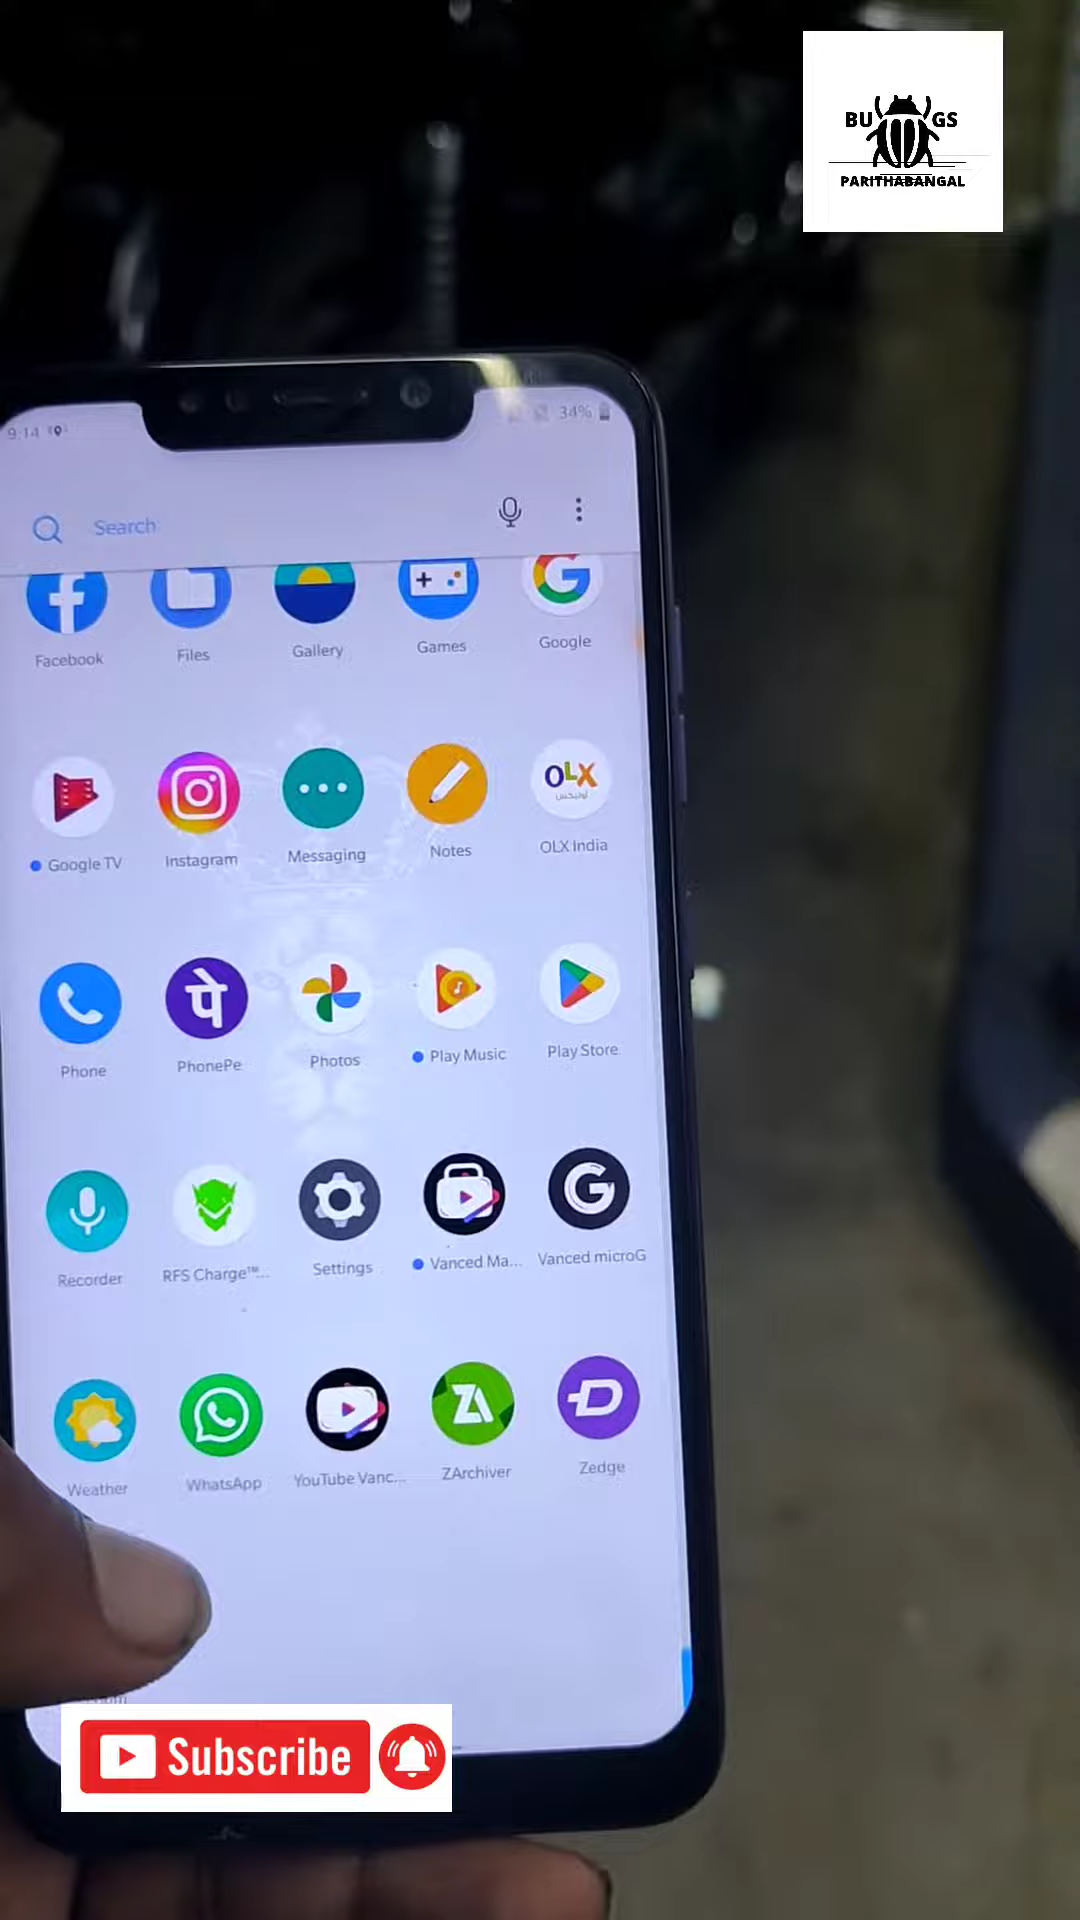 BUGS
PARITHABANGAL
9:14
34%
Search
Facebook
Files
Gallery
Games
Google
OLX
اوليكس
Google TV
Instagram
Messaging
Notes
OLX India
पे
Phone
PhonePe
Photos
Play Music
Play Store
Recorder
RFS Charge™...
Settings
Vanced Ma...
Vanced microG
ZA
Weather
WhatsApp
YouTube Vanc...
ZArchiver
Zedge
Subscribe